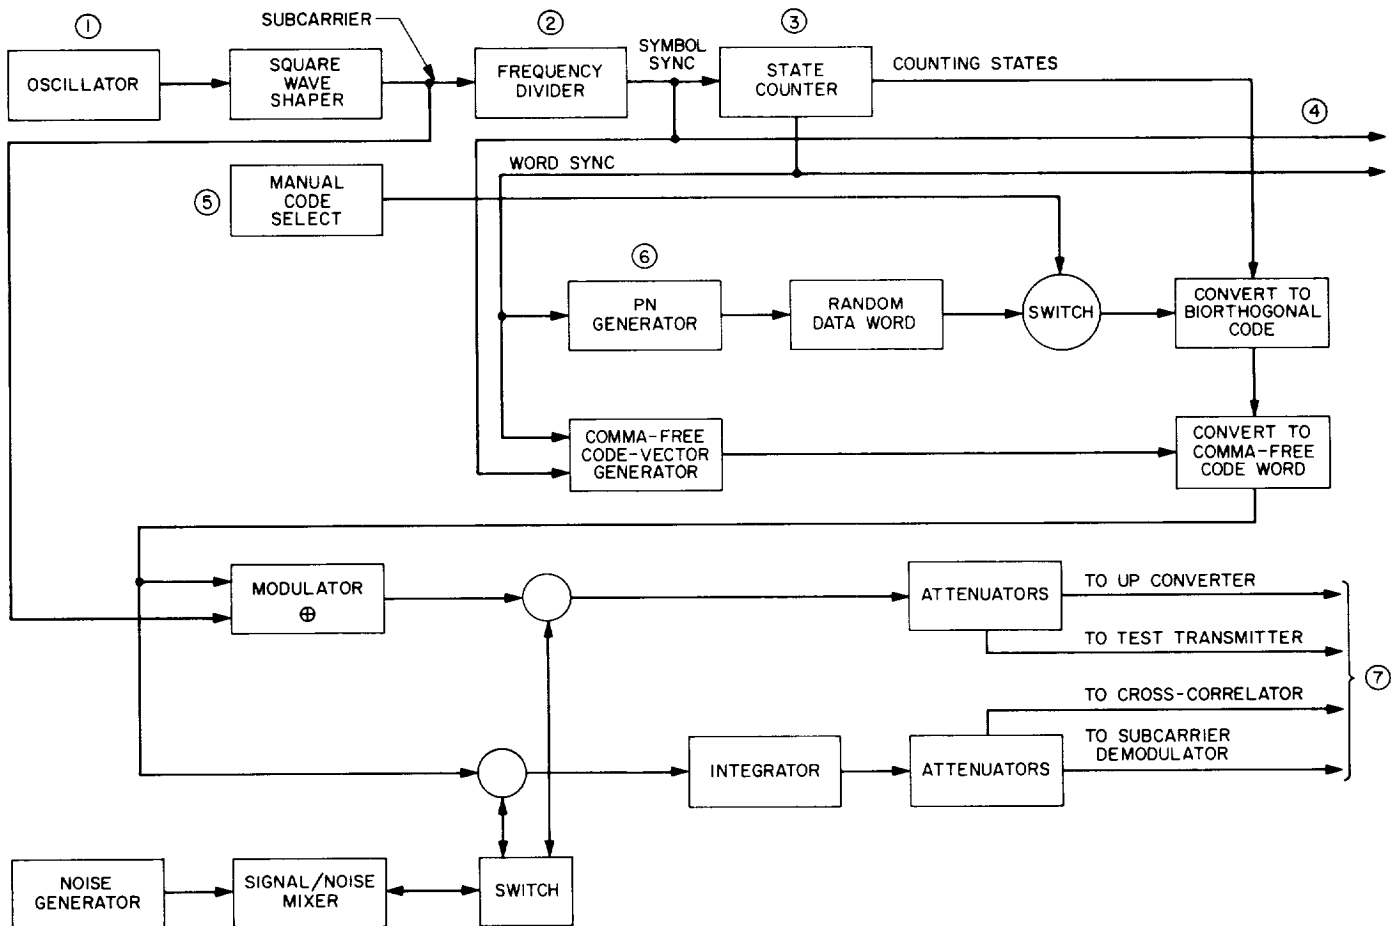 ①
SUBCARRIER
②
③
SYMBOL
SYNC
OSCILLATOR
SQUARE
WAVE
SHAPER
FREQUENCY
DIVIDER
STATE
COUNTER
COUNTING STATES
④
WORD SYNC
⑤
MANUAL
CODE
SELECT
⑥
PN
GENERATOR
RANDOM
DATA WORD
SWITCH
CONVERT TO
BIORTHOGONAL
CODE
COMMA-FREE
CODE-VECTOR
GENERATOR
CONVERT TO
COMMA-FREE
CODE WORD
MODULATOR
⊕
ATTENUATORS
TO UP CONVERTER
TO TEST TRANSMITTER
⑦
TO CROSS-CORRELATOR
INTEGRATOR
ATTENUATORS
TO SUBCARRIER
DEMODULATOR
NOISE
GENERATOR
SIGNAL/NOISE
MIXER
SWITCH